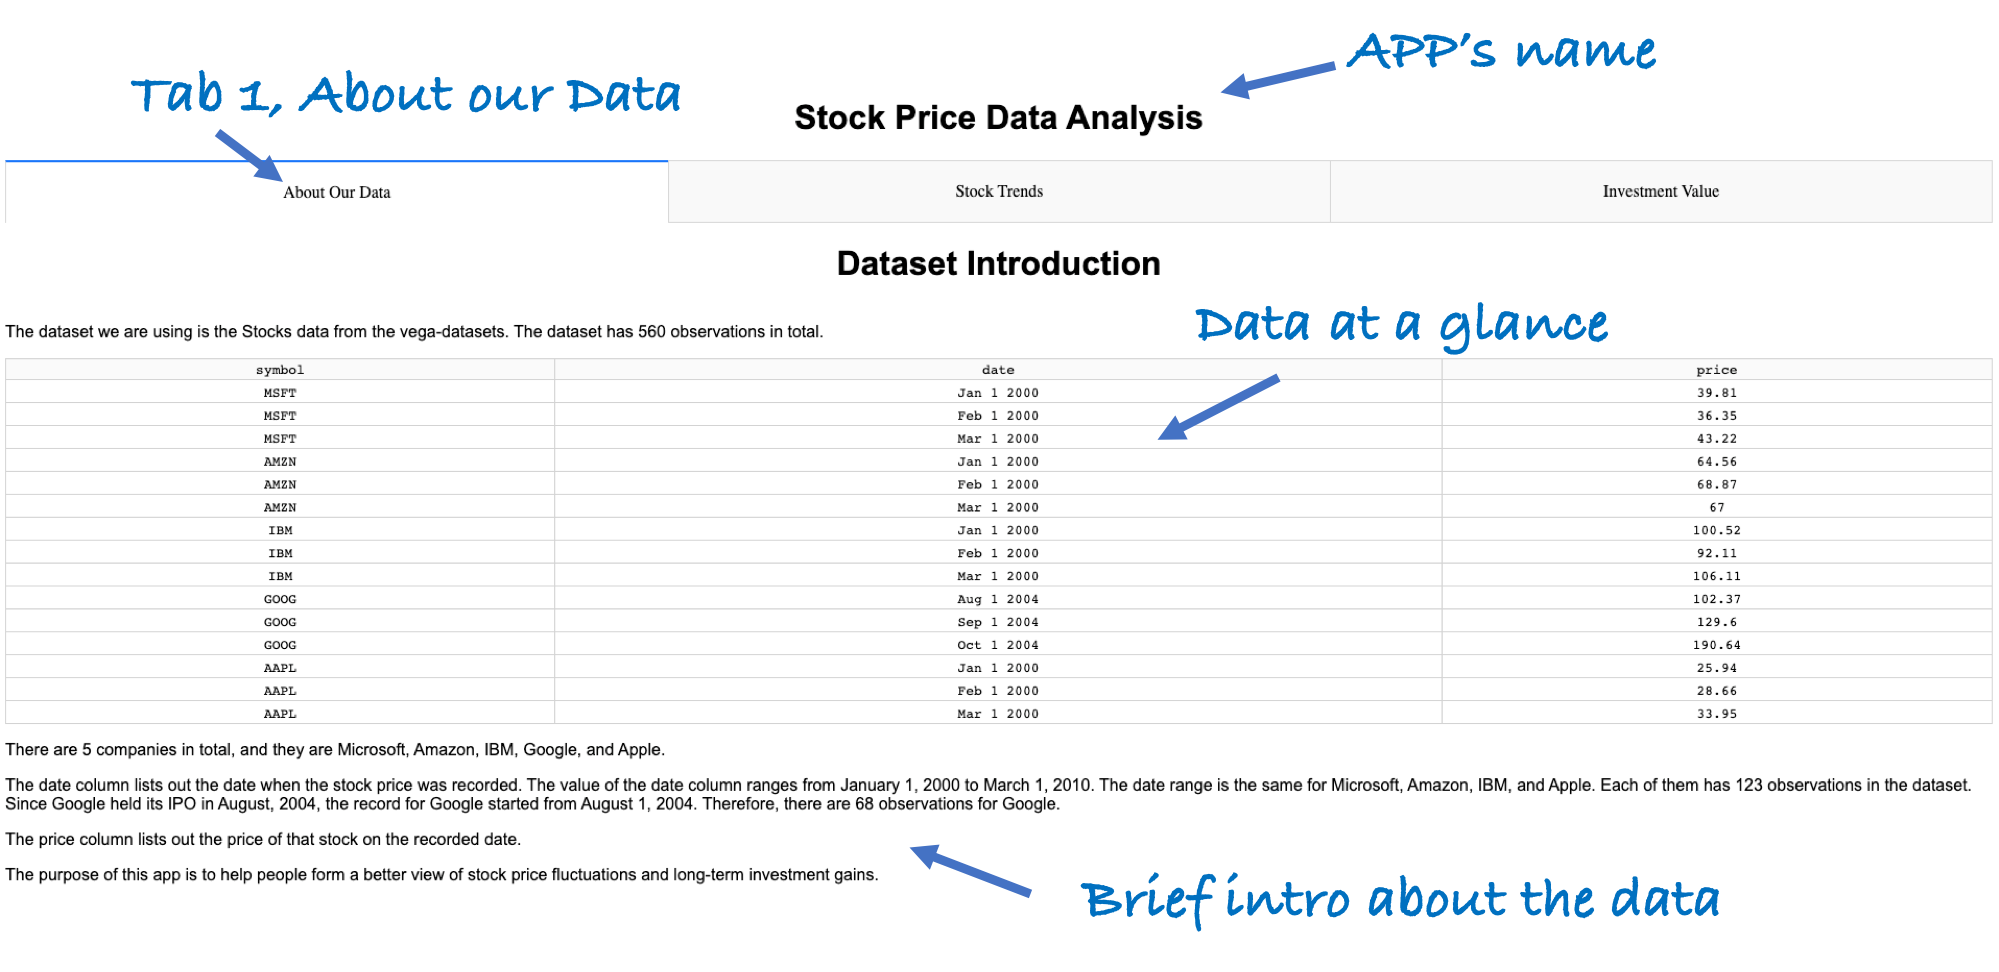 APP's name
Tab 1, About our Data
Stock Price Data Analysis
About Our Data Stock Trends Investment Value
Dataset Introduction
Data at a glance
The dataset we are using is the Stocks data from the vega-datasets. The dataset has 560 observations in total.
symbol date price
MSFT Jan 1 2000 39.81
MSFT Feb 1 2000 36.35
MSFT Mar 1 2000 43.22
AMZN Jan 1 2000 64.56
AMZN Feb 1 2000 68.87
AMZN Mar 1 2000 67
IBM Jan 1 2000 100.52
IBM Feb 1 2000 92.11
IBM Mar 1 2000 106.11
GOOG Aug 1 2004 102.37
GOOG Sep 1 2004 129.6
GOOG Oct 1 2004 190.64
AAPL Jan 1 2000 25.94
AAPL Feb 1 2000 28.66
AAPL Mar 1 2000 33.95
There are 5 companies in total, and they are Microsoft, Amazon, IBM, Google, and Apple.
The date column lists out the date when the stock price was recorded. The value of the date column ranges from January 1, 2000 to March 1, 2010. The date range is the same for Microsoft, Amazon, IBM, and Apple. Each of them has 123 observations in the dataset.
Since Google held its IPO in August, 2004, the record for Google started from August 1, 2004. Therefore, there are 68 observations for Google.
The price column lists out the price of that stock on the recorded date.
The purpose of this app is to help people form a better view of stock price fluctuations and long-term investment gains.
Brief intro about the data